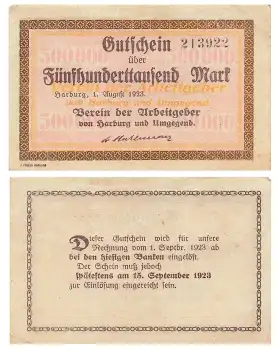 Gutschein
über 213922
Fünfhunderttausend Mark
Harburg, 1. August 1923.
Verein der Arbeitgeber
von Harburg und Umgegend.
Dieser Gutschein wird für unsere
Rechnung vom 1. Septbr. 1923 ab
bei den hiesigen Banken eingelöst.
Der Schein muß jedoch
spätestens am 15. September 1923
zur Einlösung eingereicht sein.